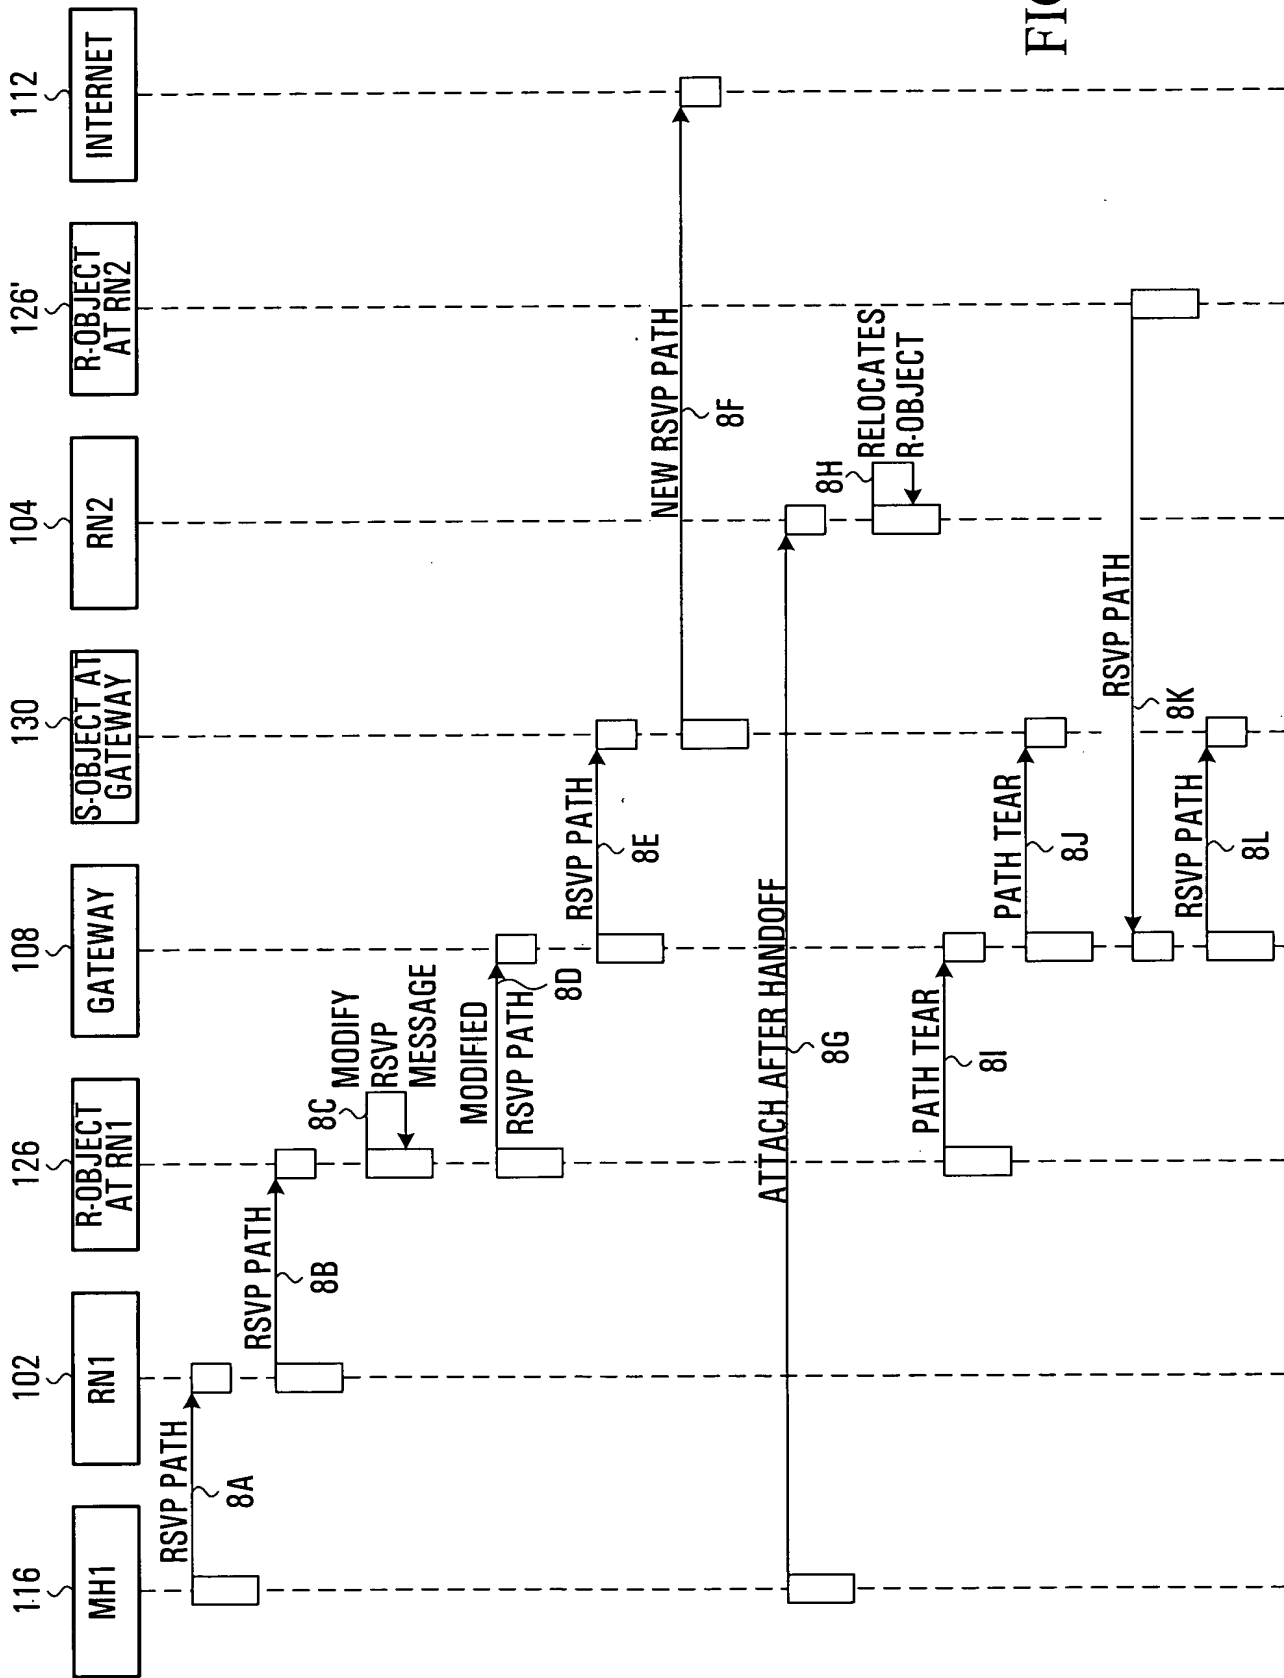 116
MH1
102
RN1
126
R-OBJECT
AT RN1
108
GATEWAY
130
S-OBJECT AT
GATEWAY
104
RN2
126'
R-OBJECT
AT RN2
112
INTERNET
RSVP PATH
8A
RSVP PATH
8B
8C
MODIFY
RSVP
MESSAGE
MODIFIED
RSVP PATH
8D
RSVP PATH
8E
NEW RSVP PATH
8F
ATTACH AFTER HANDOFF
8G
8H
RELOCATES
R-OBJECT
PATH TEAR
8I
PATH TEAR
8J
RSVP PATH
8K
RSVP PATH
8L